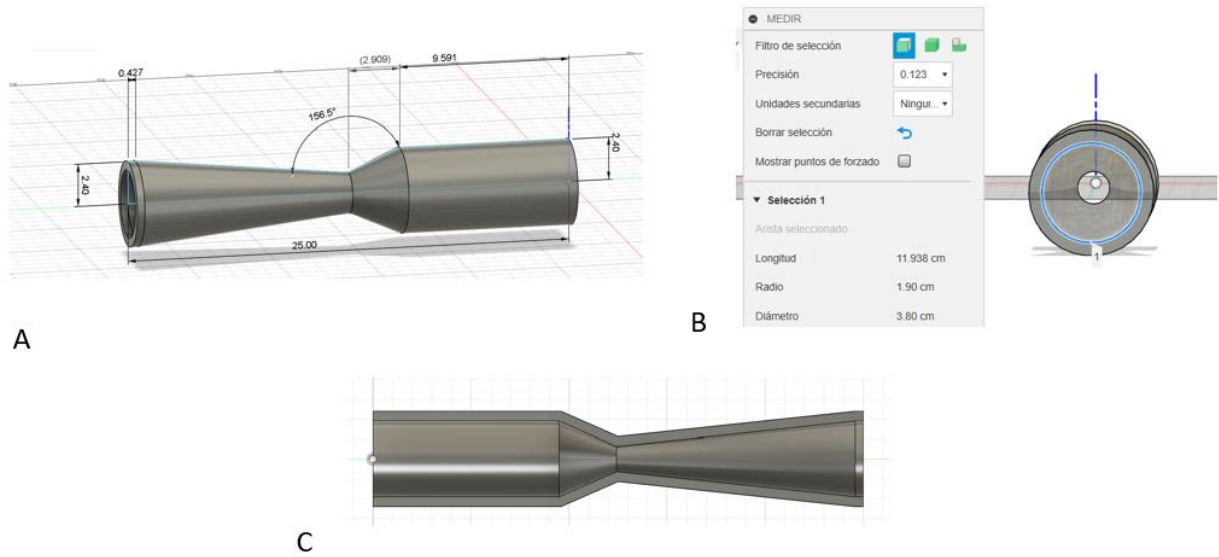 0.427
(2.909)
9.591
156.5°
2.40
2.40
25.00
A
MEDIR
Filtro de selección
Precisión 0.123
Unidades secundarias Ningur...
Borrar selección
Mostrar puntos de forzado
Selección 1
Arista seleccionado
Longitud 11.938 cm
Radio 1.90 cm
Diámetro 3.80 cm
1
B
C